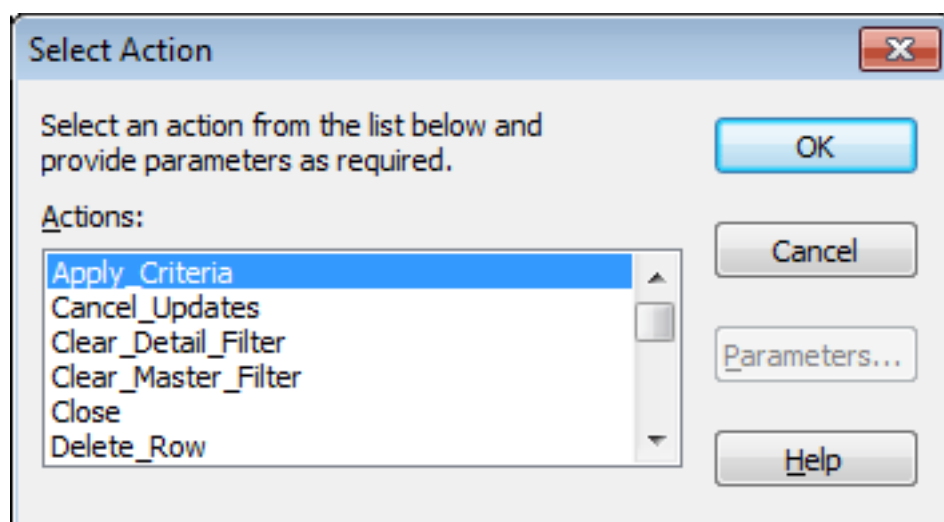 Select Action
Select an action from the list below and
provide parameters as required.
OK
Actions:
Cancel
Apply_Criteria
Cancel_Updates
Clear_Detail_Filter
Clear_Master_Filter
Parameters...
Close
Delete_Row
Help